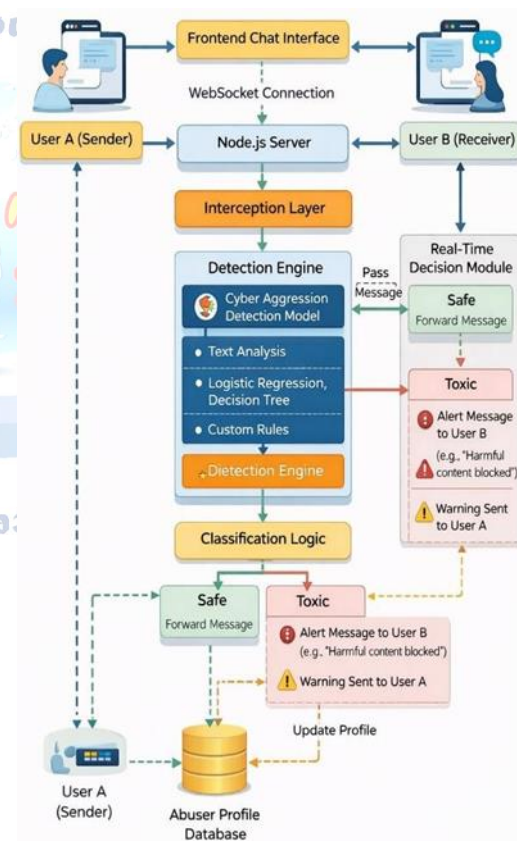 Frontend Chat Interface
WebSocket Connection
User A (Sender)
Node.js Server
User B (Receiver)
Interception Layer
Real-Time
Decision Module
Detection Engine
Pass
Message
Cyber Aggression
Detection Model
Safe
Forward Message
Text Analysis
Logistic Regression,
Decision Tree
Custom Rules
Toxic
Alert Message
to User B
(e.g., "Harmful
content blocked")
Warning Sent
to User A
Dietection Engine
Classification Logic
Safe
Forward Message
Toxic
Alert Message to User B
(e.g., "Harmful content blocked")
Warning Sent to User A
Update Profile
User A
(Sender)
Abuser Profile
Database